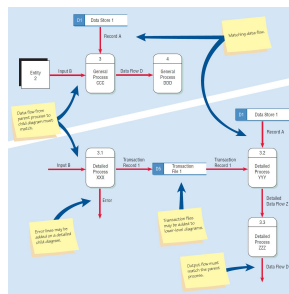 D1 Data Store 1
Record A
Matching data flow.
3
General
Process
CCC
4
General
Process
DDD
Entity
2
Input B
Data Flow D
Data flow from
parent process to
child diagram must
match.
D1 Data Store 1
Record A
3.1
Detailed
Process
XXX
Input B
Transaction
Record 1
Transaction
File 1
Transaction
Record 1
3.2
Detailed
Process
YYY
Error
Detailed
Data Flow Z
Error lines may be
added on a detailed
child diagram.
Transaction files
may be added to
lower-level diagrams.
3.3
Detailed
Process
ZZZ
Output flow must
match the parent
process.
Data Flow D